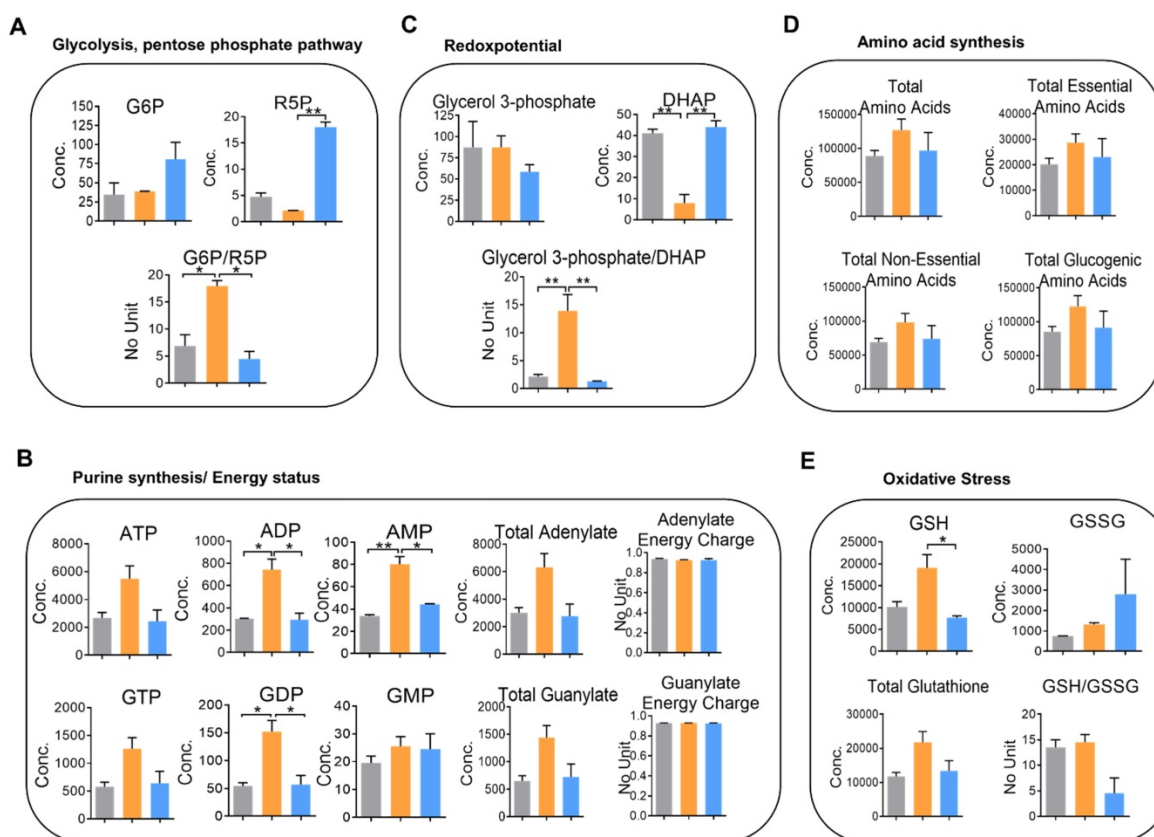 A
Glycolysis, pentose phosphate pathway
G6P
Conc.
150
125
100
75
50
25
0
R5P
**
Conc.
20
15
10
5
0
G6P/R5P
* *
No Unit
20
15
10
5
0
C
Redoxpotential
Glycerol 3-phosphate
Conc.
125
100
75
50
25
0
DHAP
** **
Conc.
50
40
30
20
10
0
Glycerol 3-phosphate/DHAP
** **
No Unit
20
15
10
5
0
D
Amino acid synthesis
Total
Amino Acids
Conc.
150000
100000
50000
0
Total Essential
Amino Acids
Conc.
40000
30000
20000
10000
0
Total Non-Essential
Amino Acids
Conc.
150000
100000
50000
0
Total Glucogenic
Amino Acids
Conc.
150000
100000
50000
0
B
Purine synthesis/ Energy status
ATP
Conc.
8000
6000
4000
2000
0
ADP
* *
Conc.
1000
800
600
400
200
0
AMP
** *
Conc.
100
80
60
40
20
0
Total Adenylate
Conc.
8000
6000
4000
2000
0
Adenylate
Energy Charge
No Unit
1.0
0.8
0.6
0.4
0.2
0.0
GTP
Conc.
2000
1500
1000
500
0
GDP
* *
Conc.
200
150
100
50
0
GMP
Conc.
50
40
30
20
10
0
Total Guanylate
Conc.
2000
1500
1000
500
0
Guanylate
Energy Charge
No Unit
1.0
0.8
0.6
0.4
0.2
0.0
E
Oxidative Stress
GSH
*
Conc.
25000
20000
15000
10000
5000
0
GSSG
Conc.
5000
4000
3000
2000
1000
0
Total Glutathione
Conc.
30000
20000
10000
0
GSH/GSSG
No Unit
20
15
10
5
0